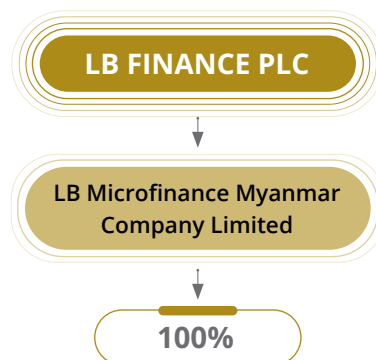 LB FINANCE PLC
LB Microfinance Myanmar
Company Limited
100%